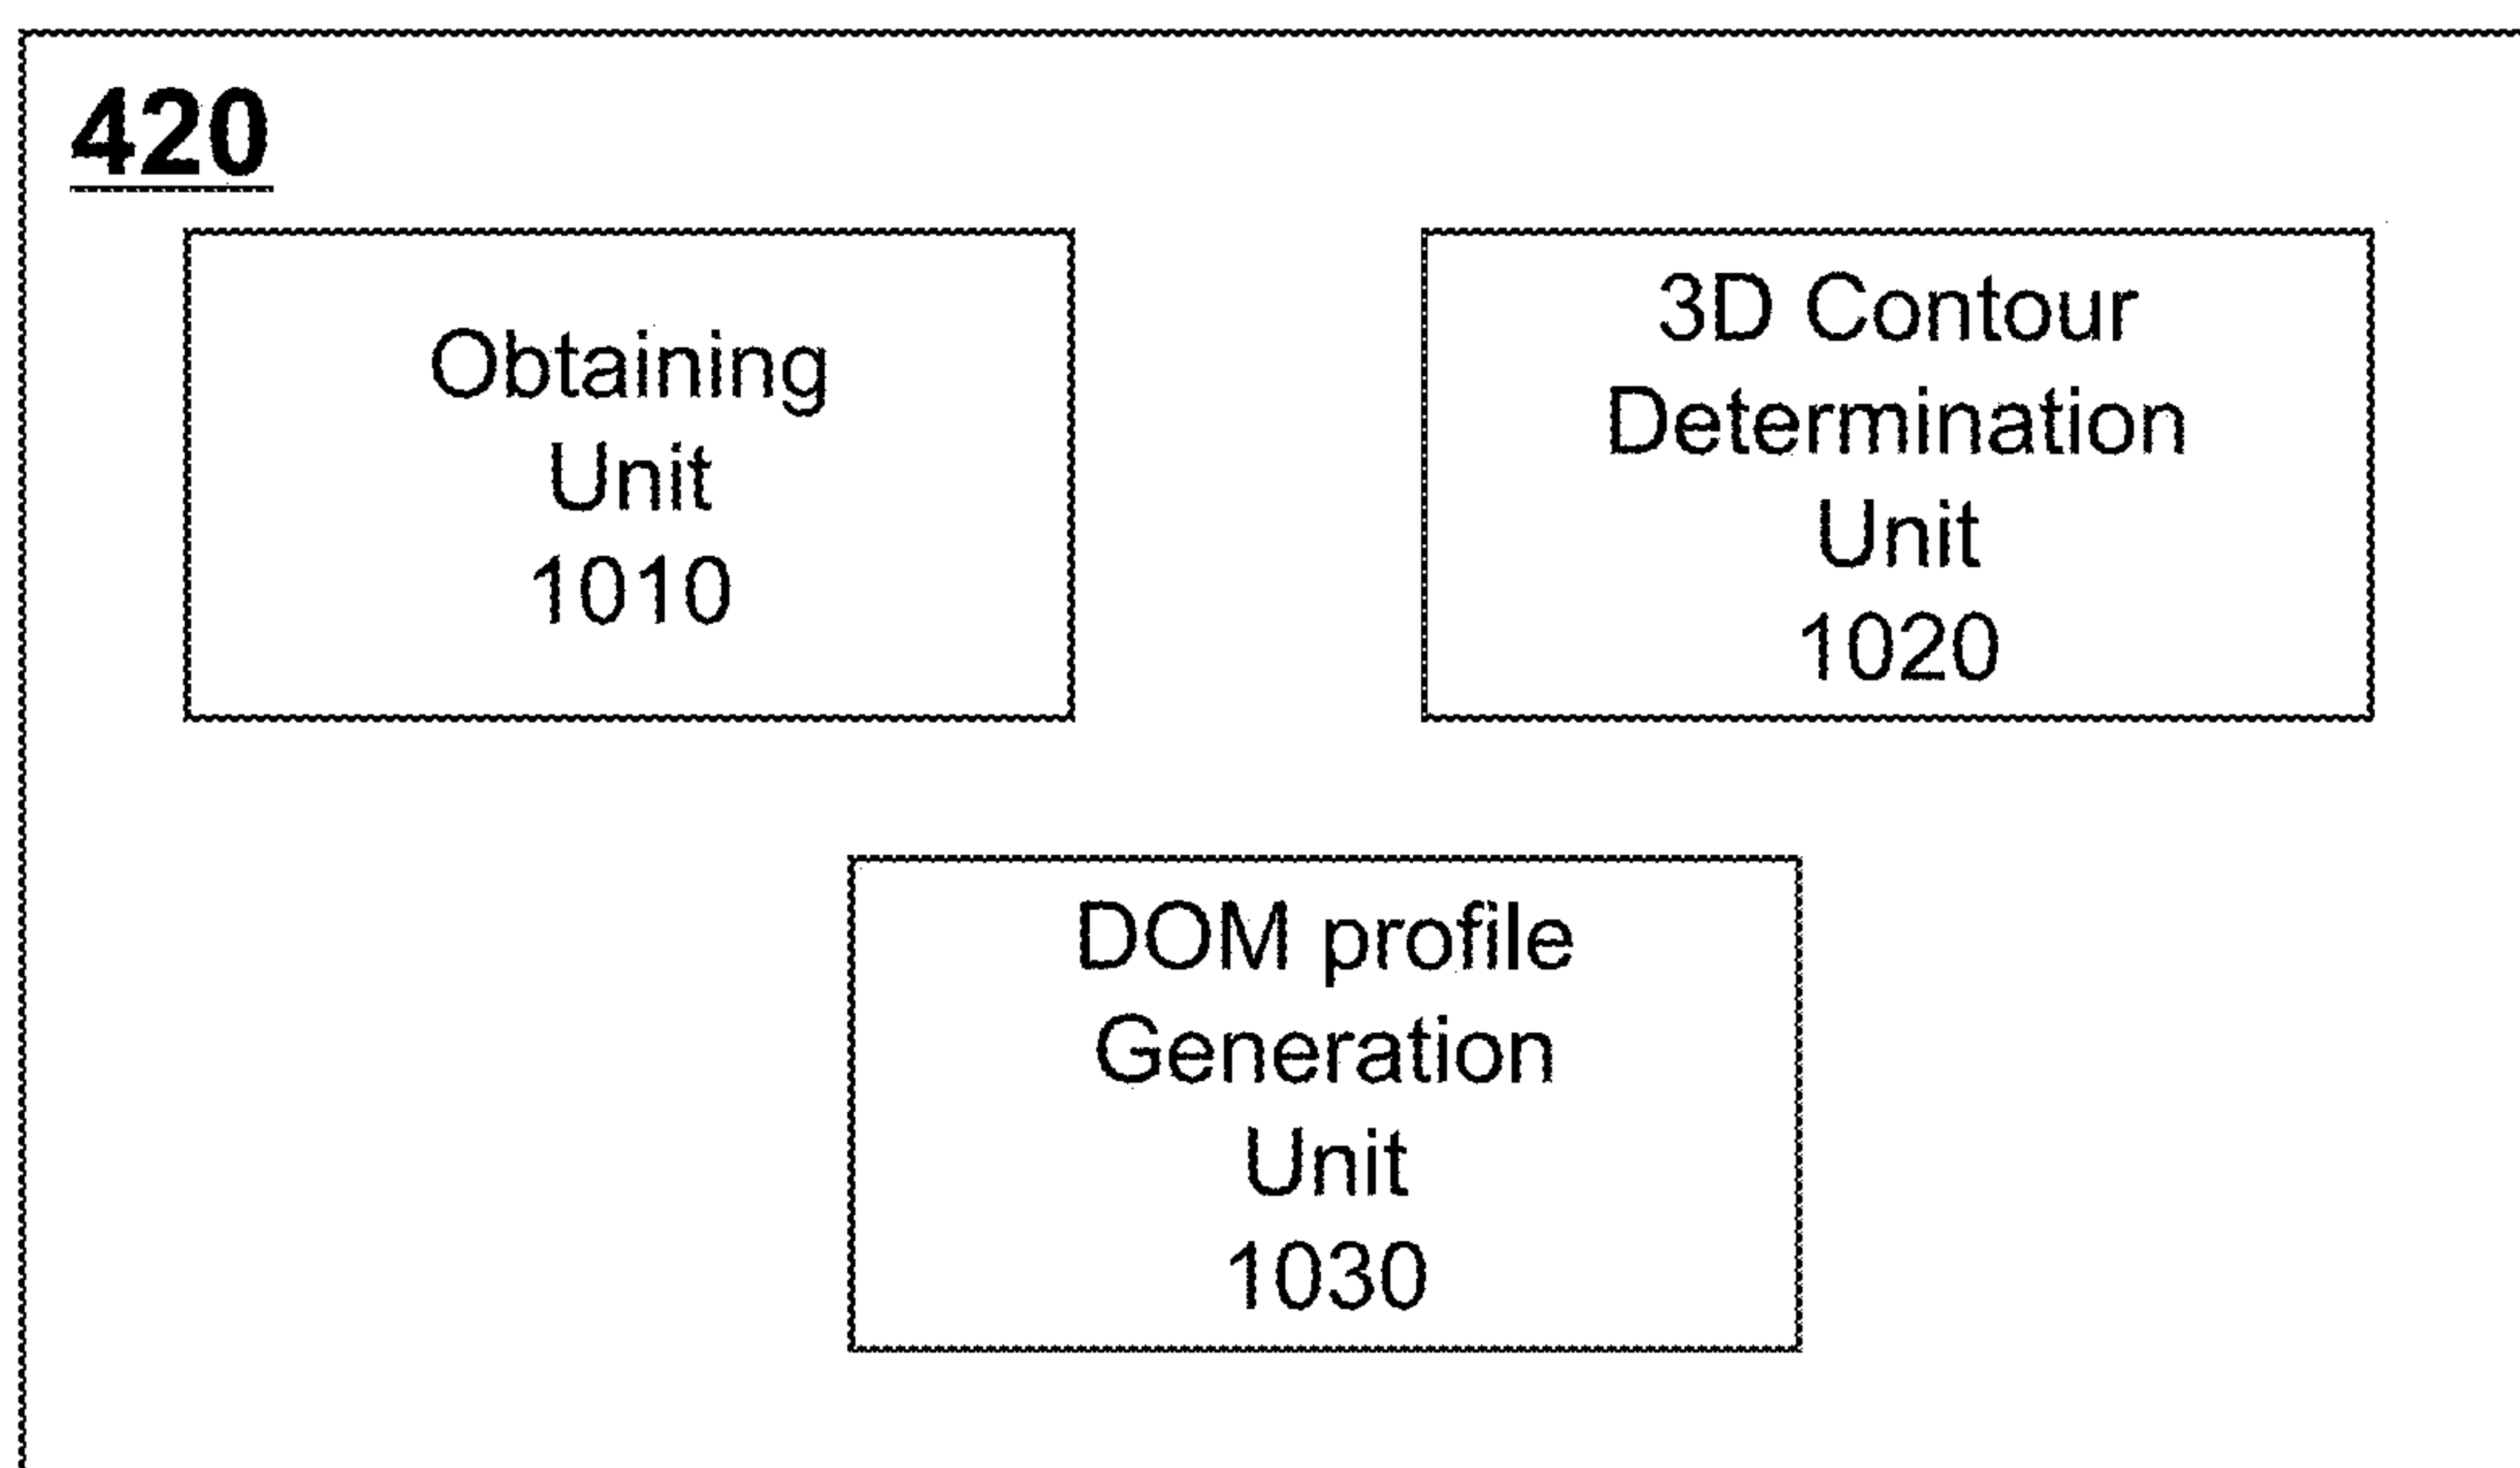 420
Obtaining
Unit
1010
3D Contour
Determination
Unit
1020
DOM profile
Generation
Unit
1030